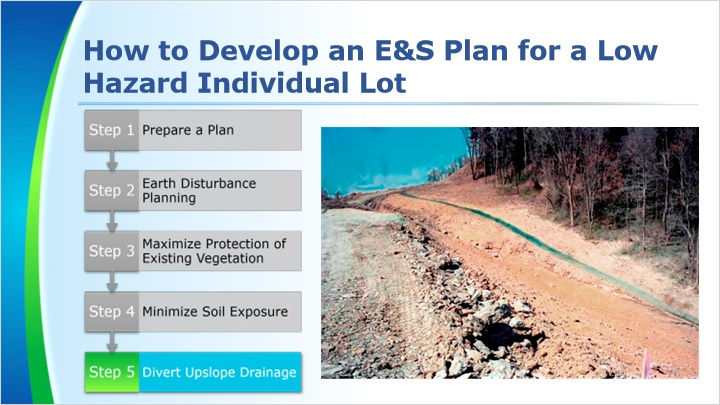 How to Develop an E&S Plan for a Low
Hazard Individual Lot
Step 1 Prepare a Plan
Step 2 Earth Disturbance
Planning
Step 3 Maximize Protection of
Existing Vegetation
Step 4 Minimize Soil Exposure
Step 5 Divert Upslope Drainage